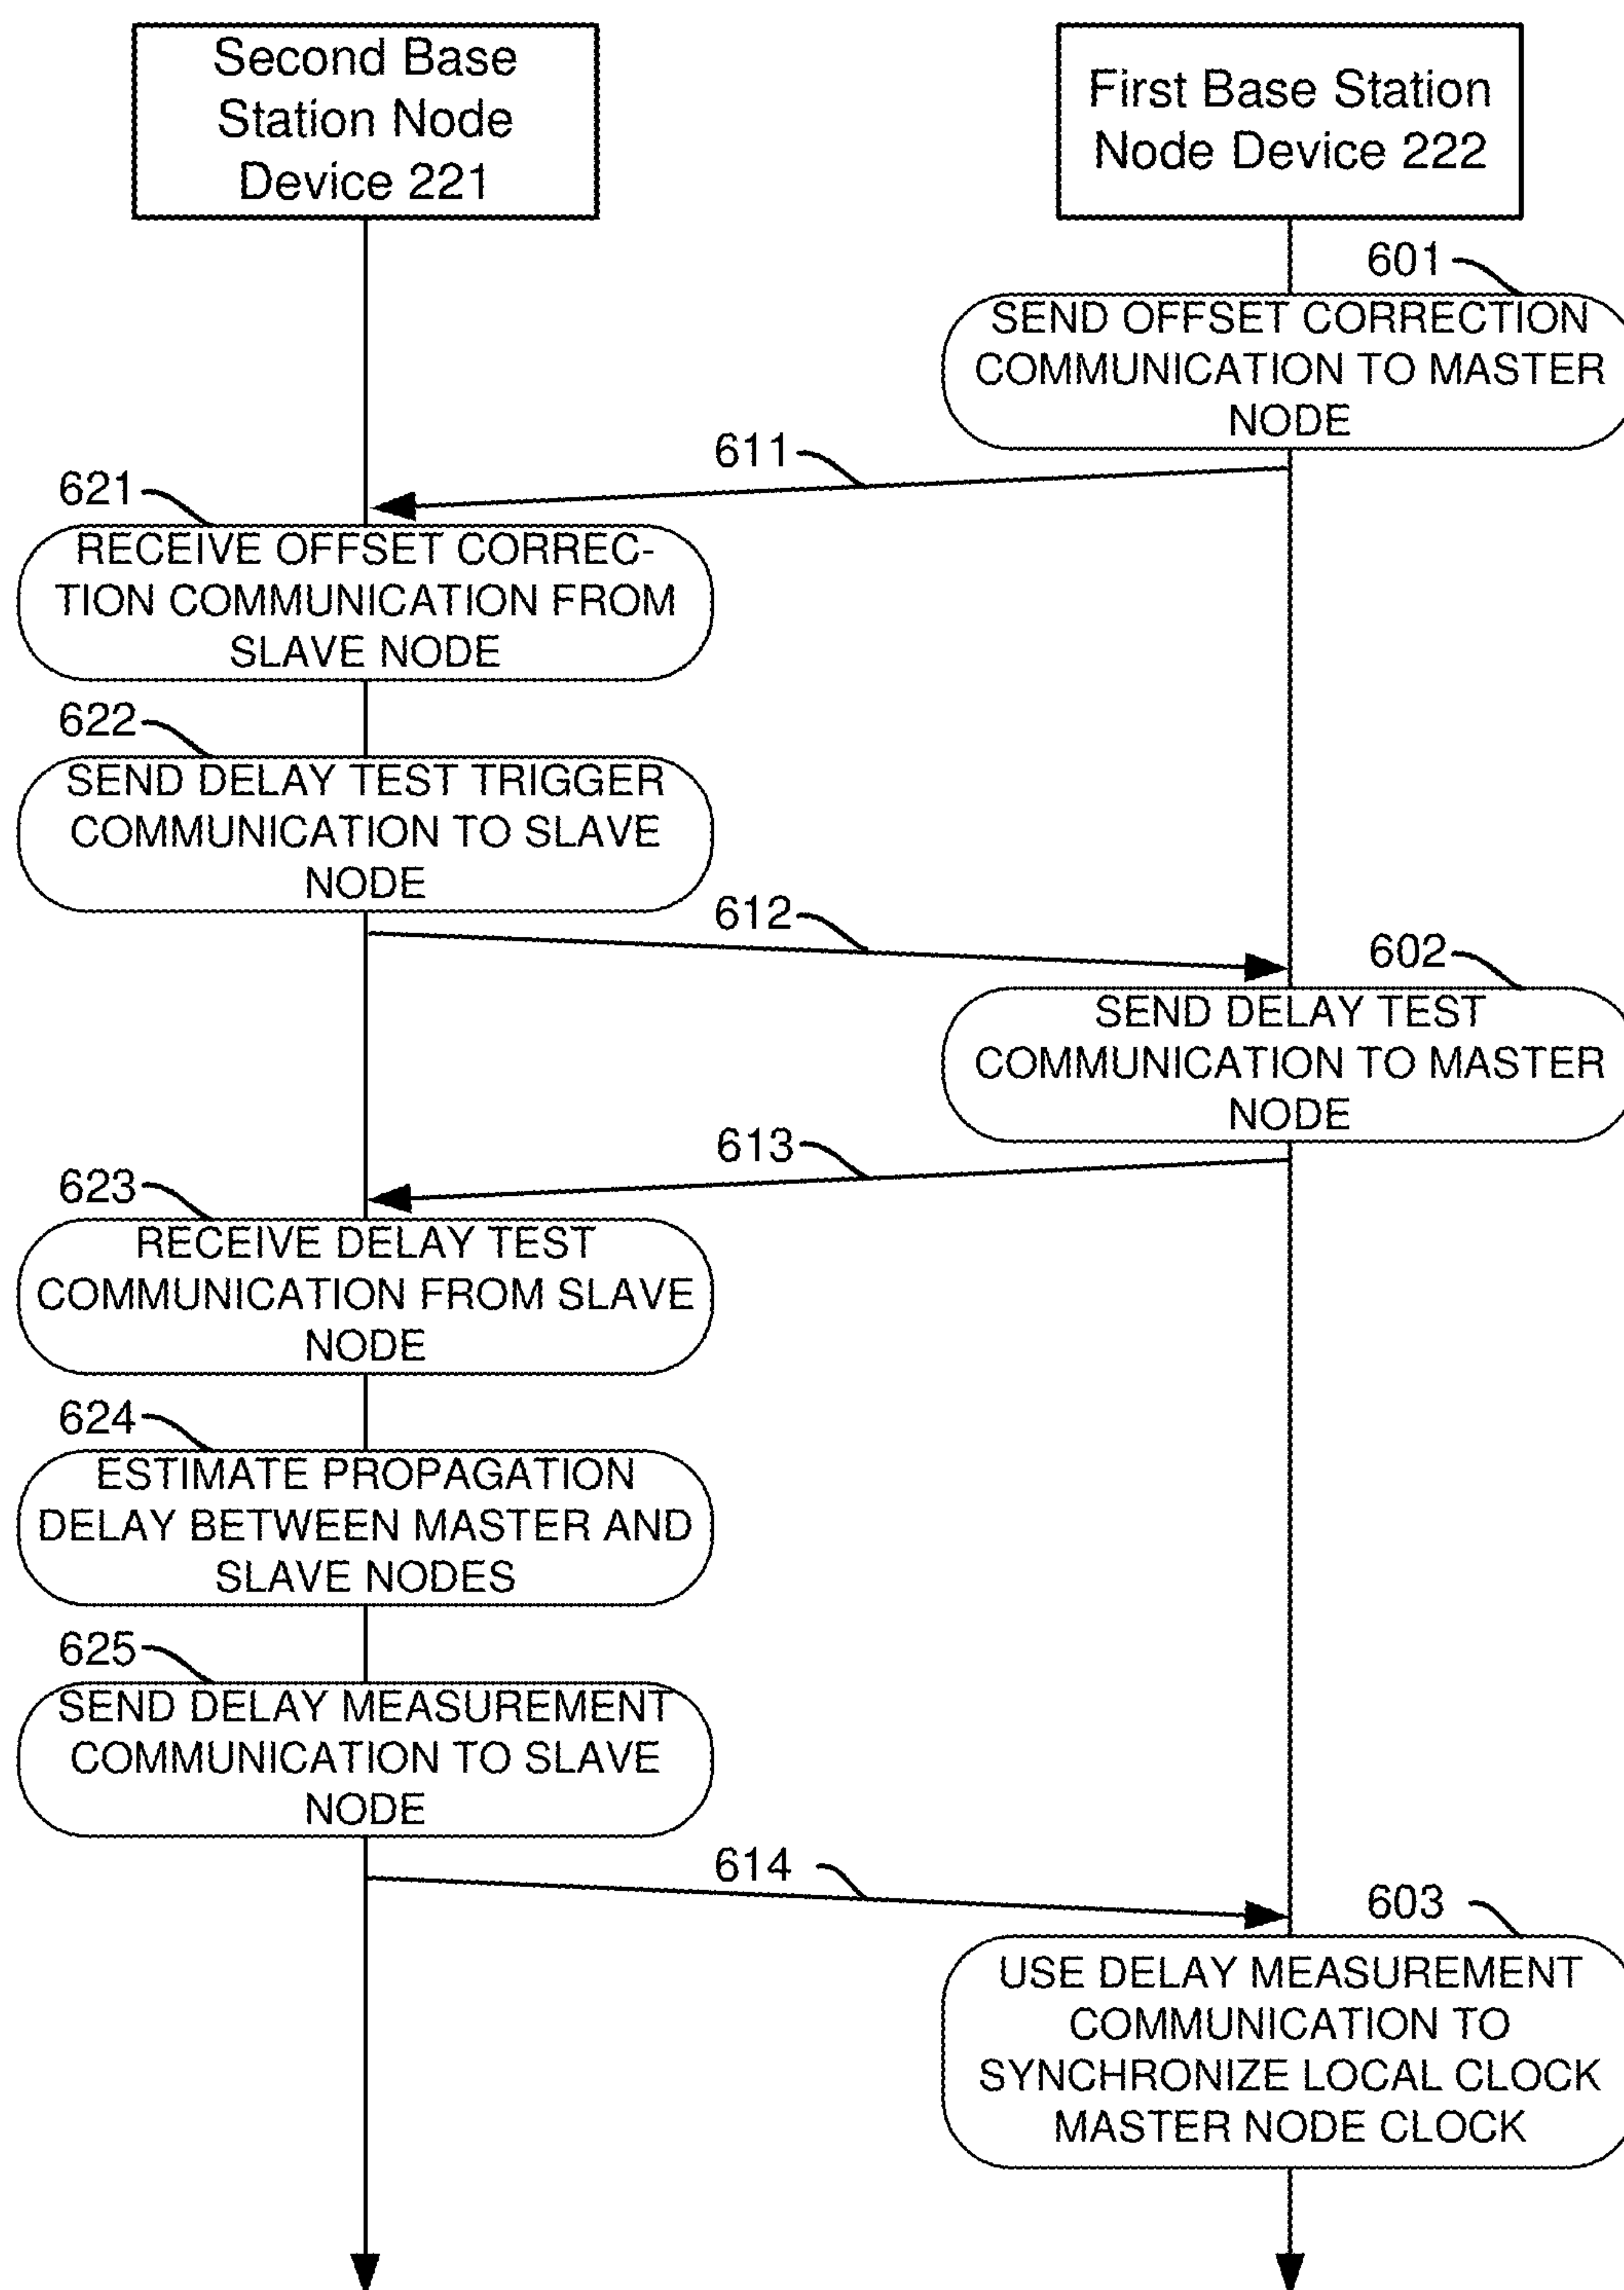 Second Base
Station Node
Device 221
First Base Station
Node Device 222
601
SEND OFFSET CORRECTION
COMMUNICATION TO MASTER
NODE
611
621
RECEIVE OFFSET CORREC-
TION COMMUNICATION FROM
SLAVE NODE
622
SEND DELAY TEST TRIGGER
COMMUNICATION TO SLAVE
NODE
612
602
SEND DELAY TEST
COMMUNICATION TO MASTER
NODE
613
623
RECEIVE DELAY TEST
COMMUNICATION FROM SLAVE
NODE
624
ESTIMATE PROPAGATION
DELAY BETWEEN MASTER AND
SLAVE NODES
625
SEND DELAY MEASUREMENT
COMMUNICATION TO SLAVE
NODE
614
603
USE DELAY MEASUREMENT
COMMUNICATION TO
SYNCHRONIZE LOCAL CLOCK
MASTER NODE CLOCK